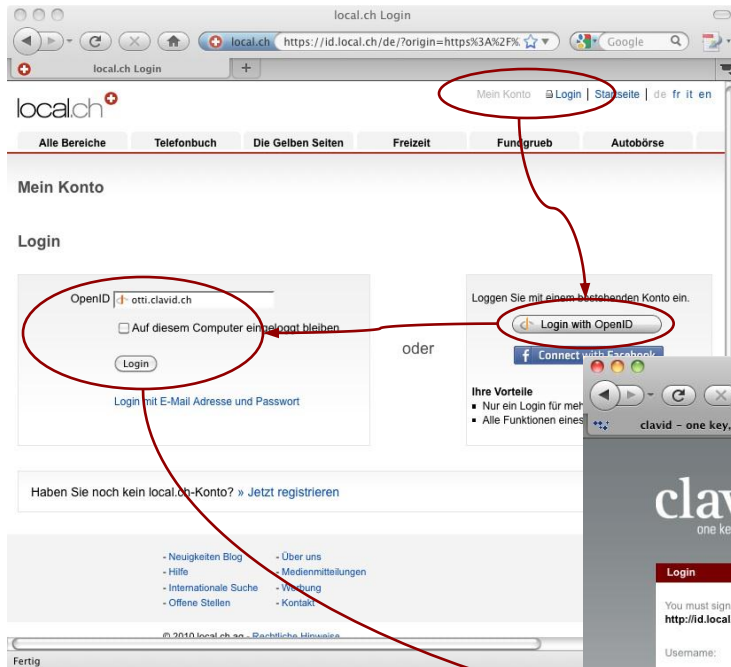 local.ch Login
local.ch https://id.local.ch/de/?origin=https%3A%2F% Google
local.ch Login
local.ch
Mein Konto Login | Startseite | de fr it en
Alle Bereiche Telefonbuch Die Gelben Seiten Freizeit Fundgrueb Autobörse
Mein Konto
Login
OpenID otti.clavid.ch
Auf diesem Computer eingeloggt bleiben
Login
Login mit E-Mail Adresse und Passwort
oder
Loggen Sie mit einem bestehenden Konto ein.
Login with OpenID
Connect with Facebook
Ihre Vorteile
Nur ein Login für meh
Alle Funktionen eines
Haben Sie noch kein local.ch-Konto? » Jetzt registrieren
- Neuigkeiten Blog - Über uns
- Hilfe - Medienmitteilungen
- Internationale Suche - Werbung
- Offene Stellen - Kontakt
© 2010 local.ch ag - Rechtliche Hinweise
Fertig
clavid – one key,
clav
one ke
Login
You must sign
http://id.local
Username: